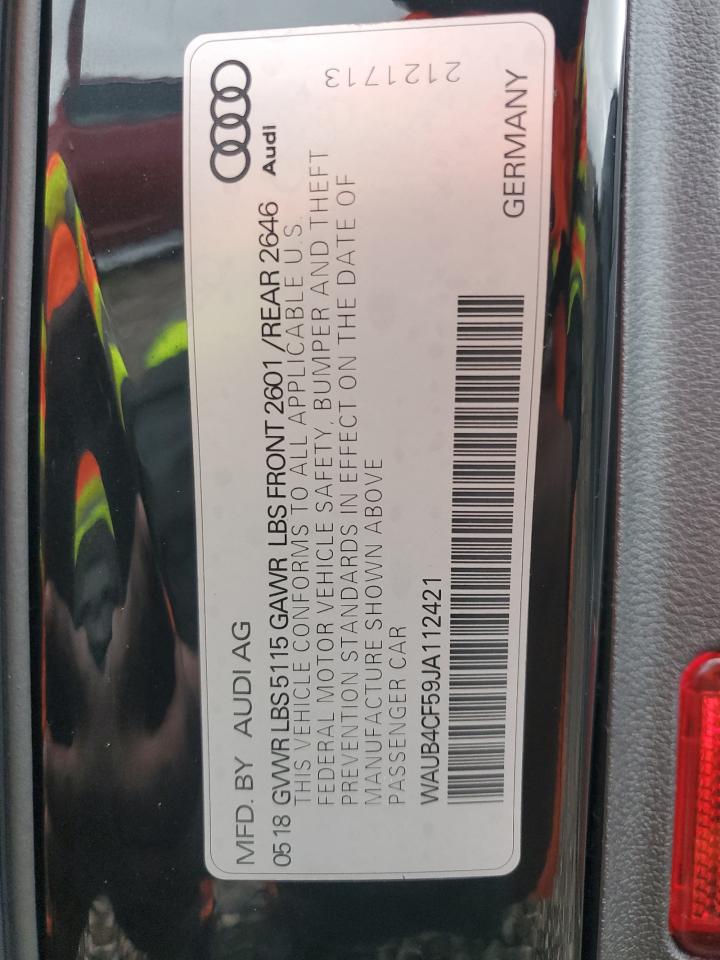 MFD. BY AUDI AG
Audi
0518 GVWR LBS 5115 GAWR LBS FRONT 2601 /REAR 2646
THIS VEHICLE CONFORMS TO ALL APPLICABLE U.S.
FEDERAL MOTOR VEHICLE SAFETY, BUMPER AND THEFT
PREVENTION STANDARDS IN EFFECT ON THE DATE OF
MANUFACTURE SHOWN ABOVE
PASSENGER CAR
2121713
WAUB4CF59JA112421
GERMANY